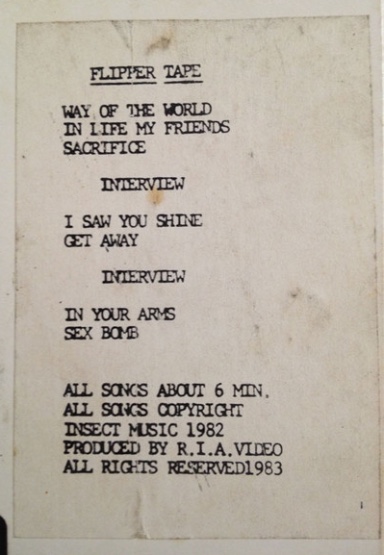 FLIPPER TAPE
WAY OF THE WORLD
IN LIFE MY FRIENDS
SACRIFICE
INTERVIEW
I SAW YOU SHINE
GET AWAY
INTERVIEW
IN YOUR ARMS
SEX BOMB
ALL SONGS ABOUT 6 MIN.
ALL SONGS COPYRIGHT
INSECT MUSIC 1982
PRODUCED BY R.I.A.VIDEO
ALL RIGHTS RESERVED1983